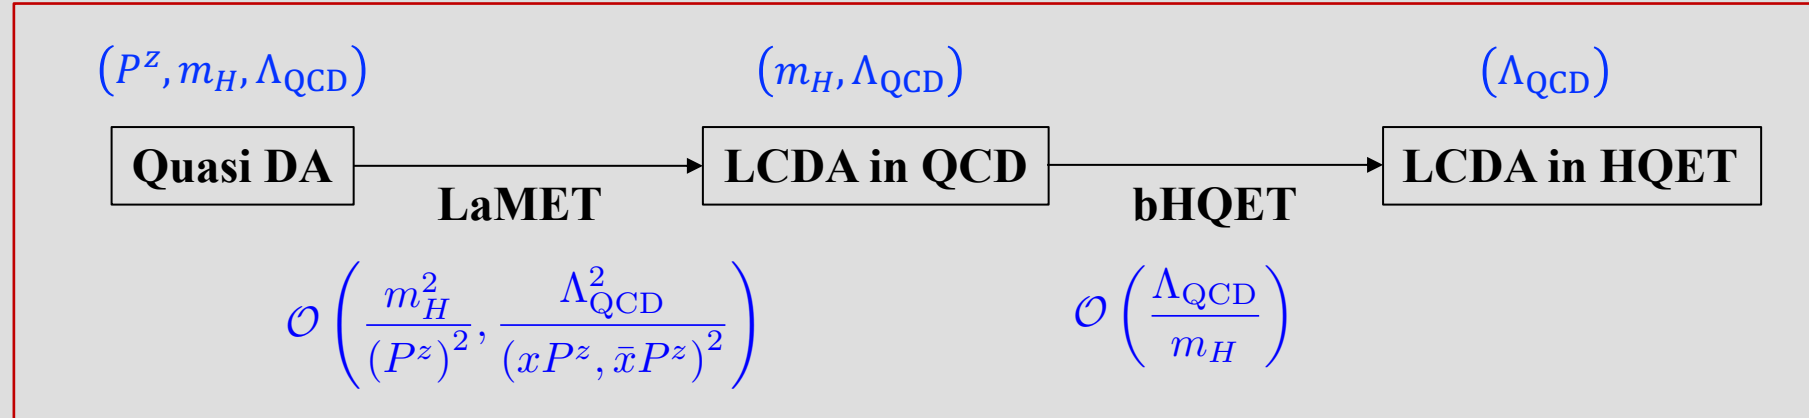 (P^z, m_H, Λ_QCD) (m_H, Λ_QCD) (Λ_QCD)
Quasi DA LCDA in QCD LCDA in HQET
LaMET bHQET
𝒪(m_H^2/(P^z)^2, Λ_QCD^2/(xP^z, x̄P^z)^2) 𝒪(Λ_QCD/m_H)